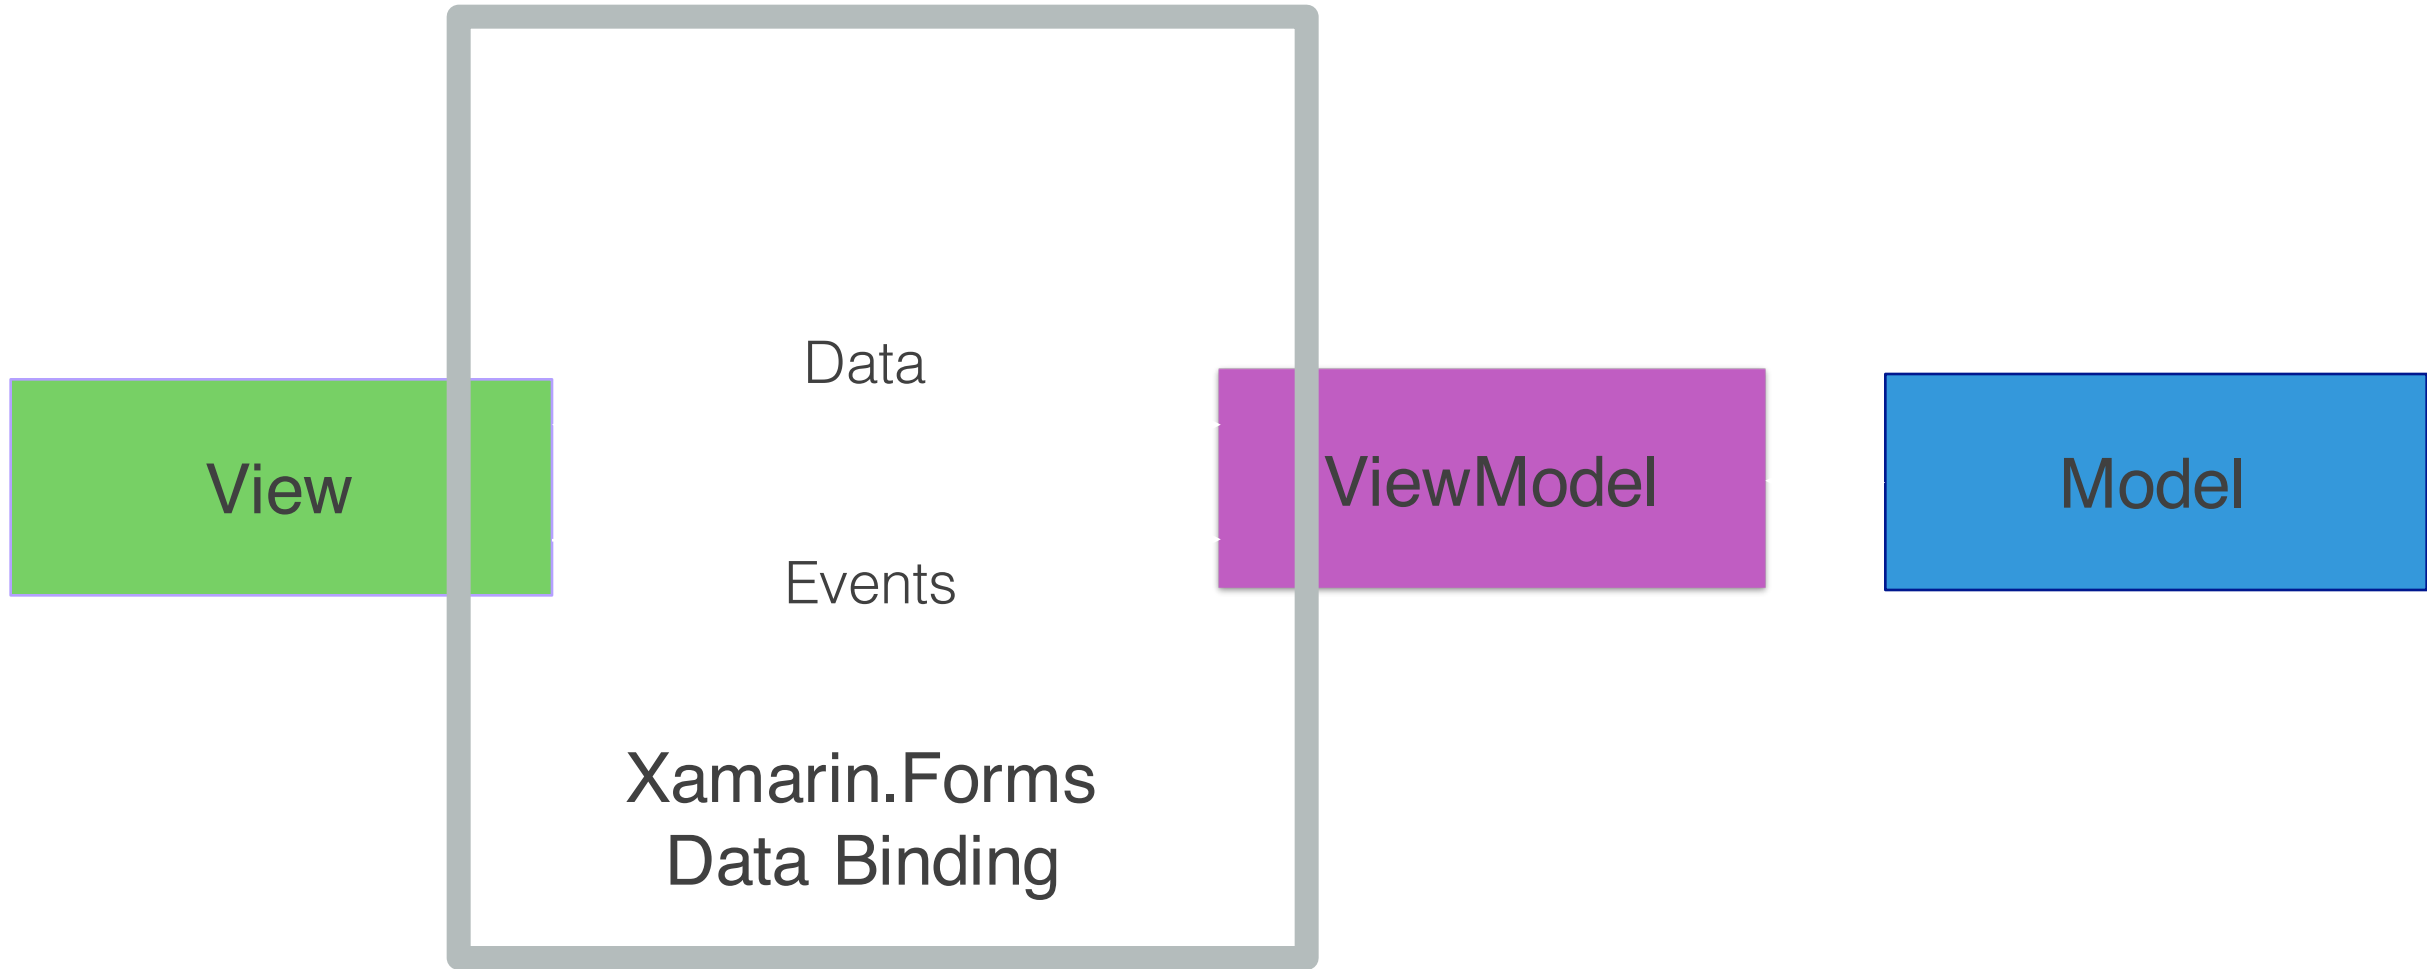 View
Data
Events
Xamarin.Forms
Data Binding
ViewModel
Model